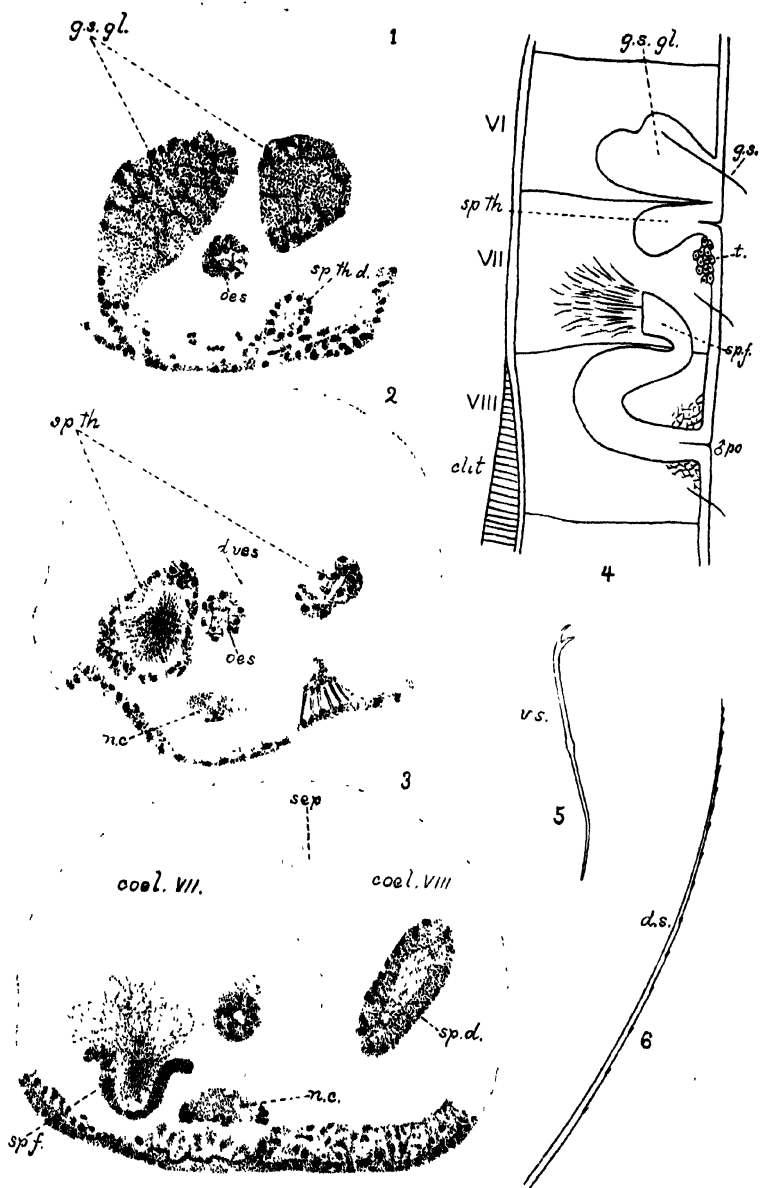 g.s.gl.
1
oes
sp.th.d.
2
sp th
d ves
oes
n.c
3
sep
coel. VII.
coel. VIII
sp.d.
n.c.
sp f.
g.s. gl.
VI
g.s.
sp th
VII
t.
sp.f.
VIII
♂po
clit
4
v s.
5
d.s.
6